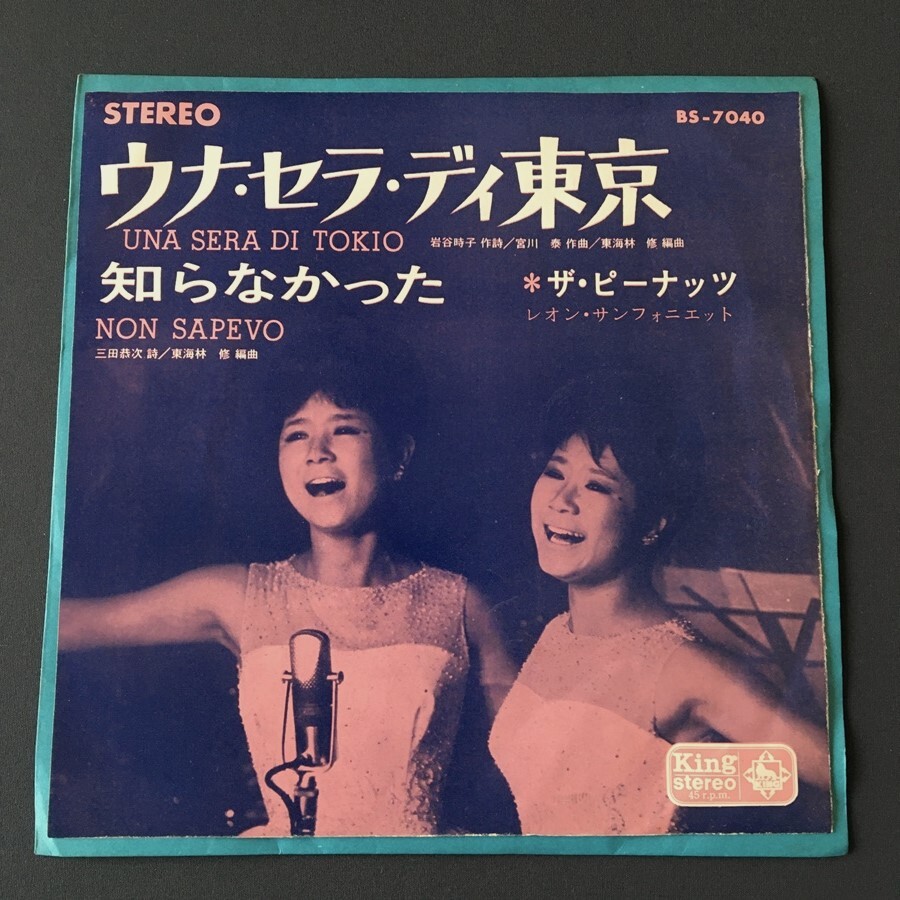 STEREO
BS-7040
ウナ・セラ・ディ東京
UNA SERA DI TOKIO
岩谷時子 作詩/宮川 泰 作曲/東海林 修 編曲
知らなかった
＊ザ・ピーナッツ
NON SAPEVO
レオン・サンフォニエット
三田恭次 詩/東海林 修 編曲
King
stereo
45 r.p.m.
KING